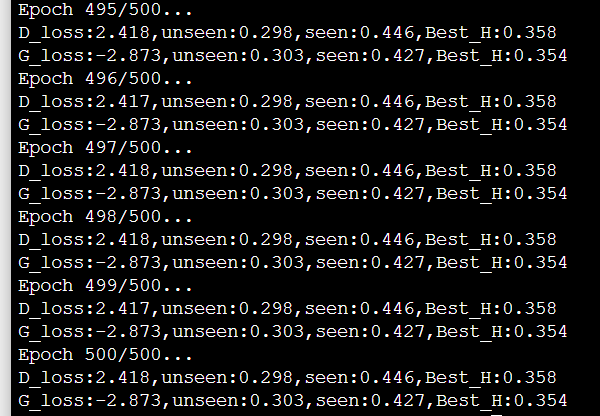 Epoch 495/500...
D_loss:2.418,unseen:0.298,seen:0.446,Best_H:0.358
G_loss:-2.873,unseen:0.303,seen:0.427,Best_H:0.354
Epoch 496/500...
D_loss:2.417,unseen:0.298,seen:0.446,Best_H:0.358
G_loss:-2.873,unseen:0.303,seen:0.427,Best_H:0.354
Epoch 497/500...
D_loss:2.418,unseen:0.298,seen:0.446,Best_H:0.358
G_loss:-2.873,unseen:0.303,seen:0.427,Best_H:0.354
Epoch 498/500...
D_loss:2.418,unseen:0.298,seen:0.446,Best_H:0.358
G_loss:-2.873,unseen:0.303,seen:0.427,Best_H:0.354
Epoch 499/500...
D_loss:2.417,unseen:0.298,seen:0.446,Best_H:0.358
G_loss:-2.873,unseen:0.303,seen:0.427,Best_H:0.354
Epoch 500/500...
D_loss:2.418,unseen:0.298,seen:0.446,Best_H:0.358
G_loss:-2.873,unseen:0.303,seen:0.427,Best_H:0.354